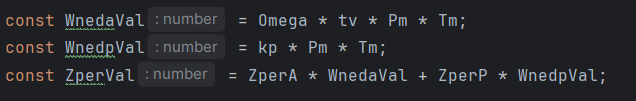 const WnedaVal : number = Omega * tv * Pm * Tm;
const WnedpVal : number = kp * Pm * Tm;
const ZperVal : number = ZperA * WnedaVal + ZperP * WnedpVal;